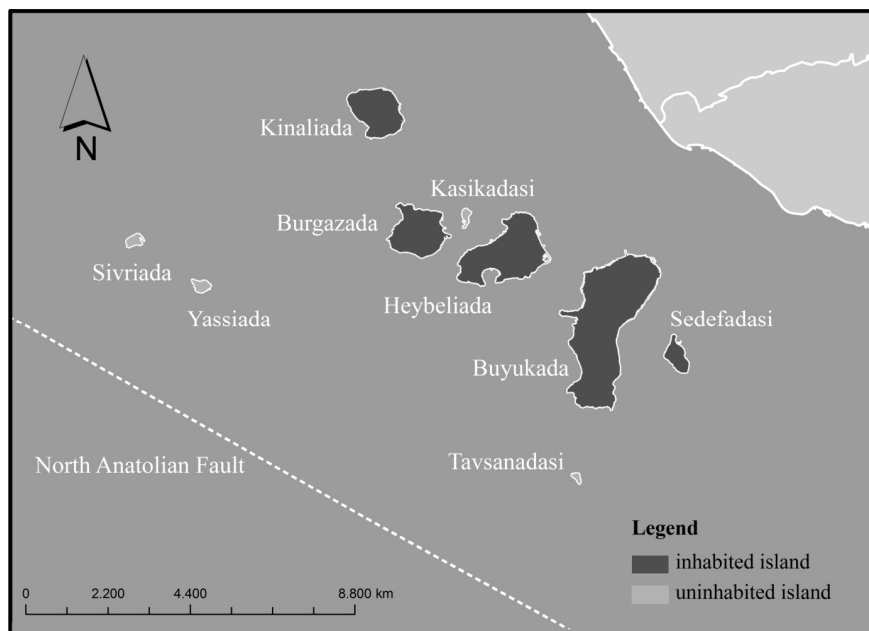 N
Kinaliada
Kasikadasi
Burgazada
Sivriada
Heybeliada
Yassiada
Sedefadasi
Buyukada
North Anatolian Fault
Tavsanadasi
Legend
inhabited island
uninhabited island
0 2.200 4.400 8.800 km